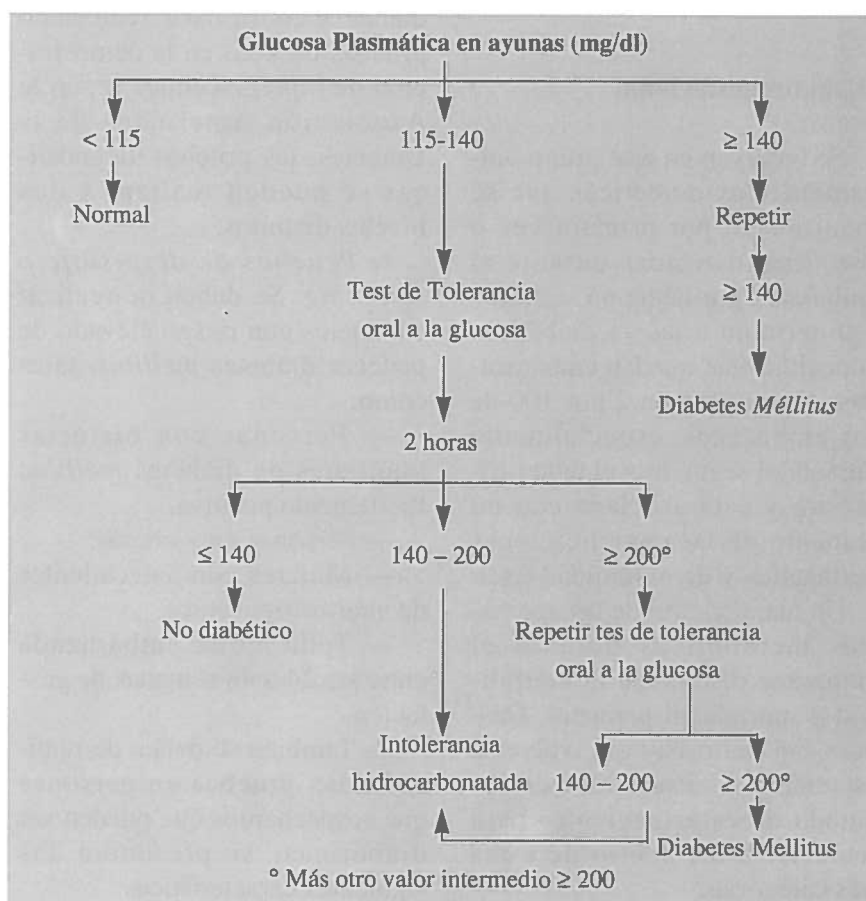 Glucosa Plasmática en ayunas (mg/dl)
< 115
115-140
≥ 140
Normal
Repetir
Test de Tolerancia
oral a la glucosa
≥ 140
Diabetes Méllitus
2 horas
≤ 140
140 – 200
≥ 200°
No diabético
Repetir tes de tolerancia
oral a la glucosa
Intolerancia
hidrocarbonatada
140 – 200
≥ 200°
Diabetes Mellitus
° Más otro valor intermedio ≥ 200